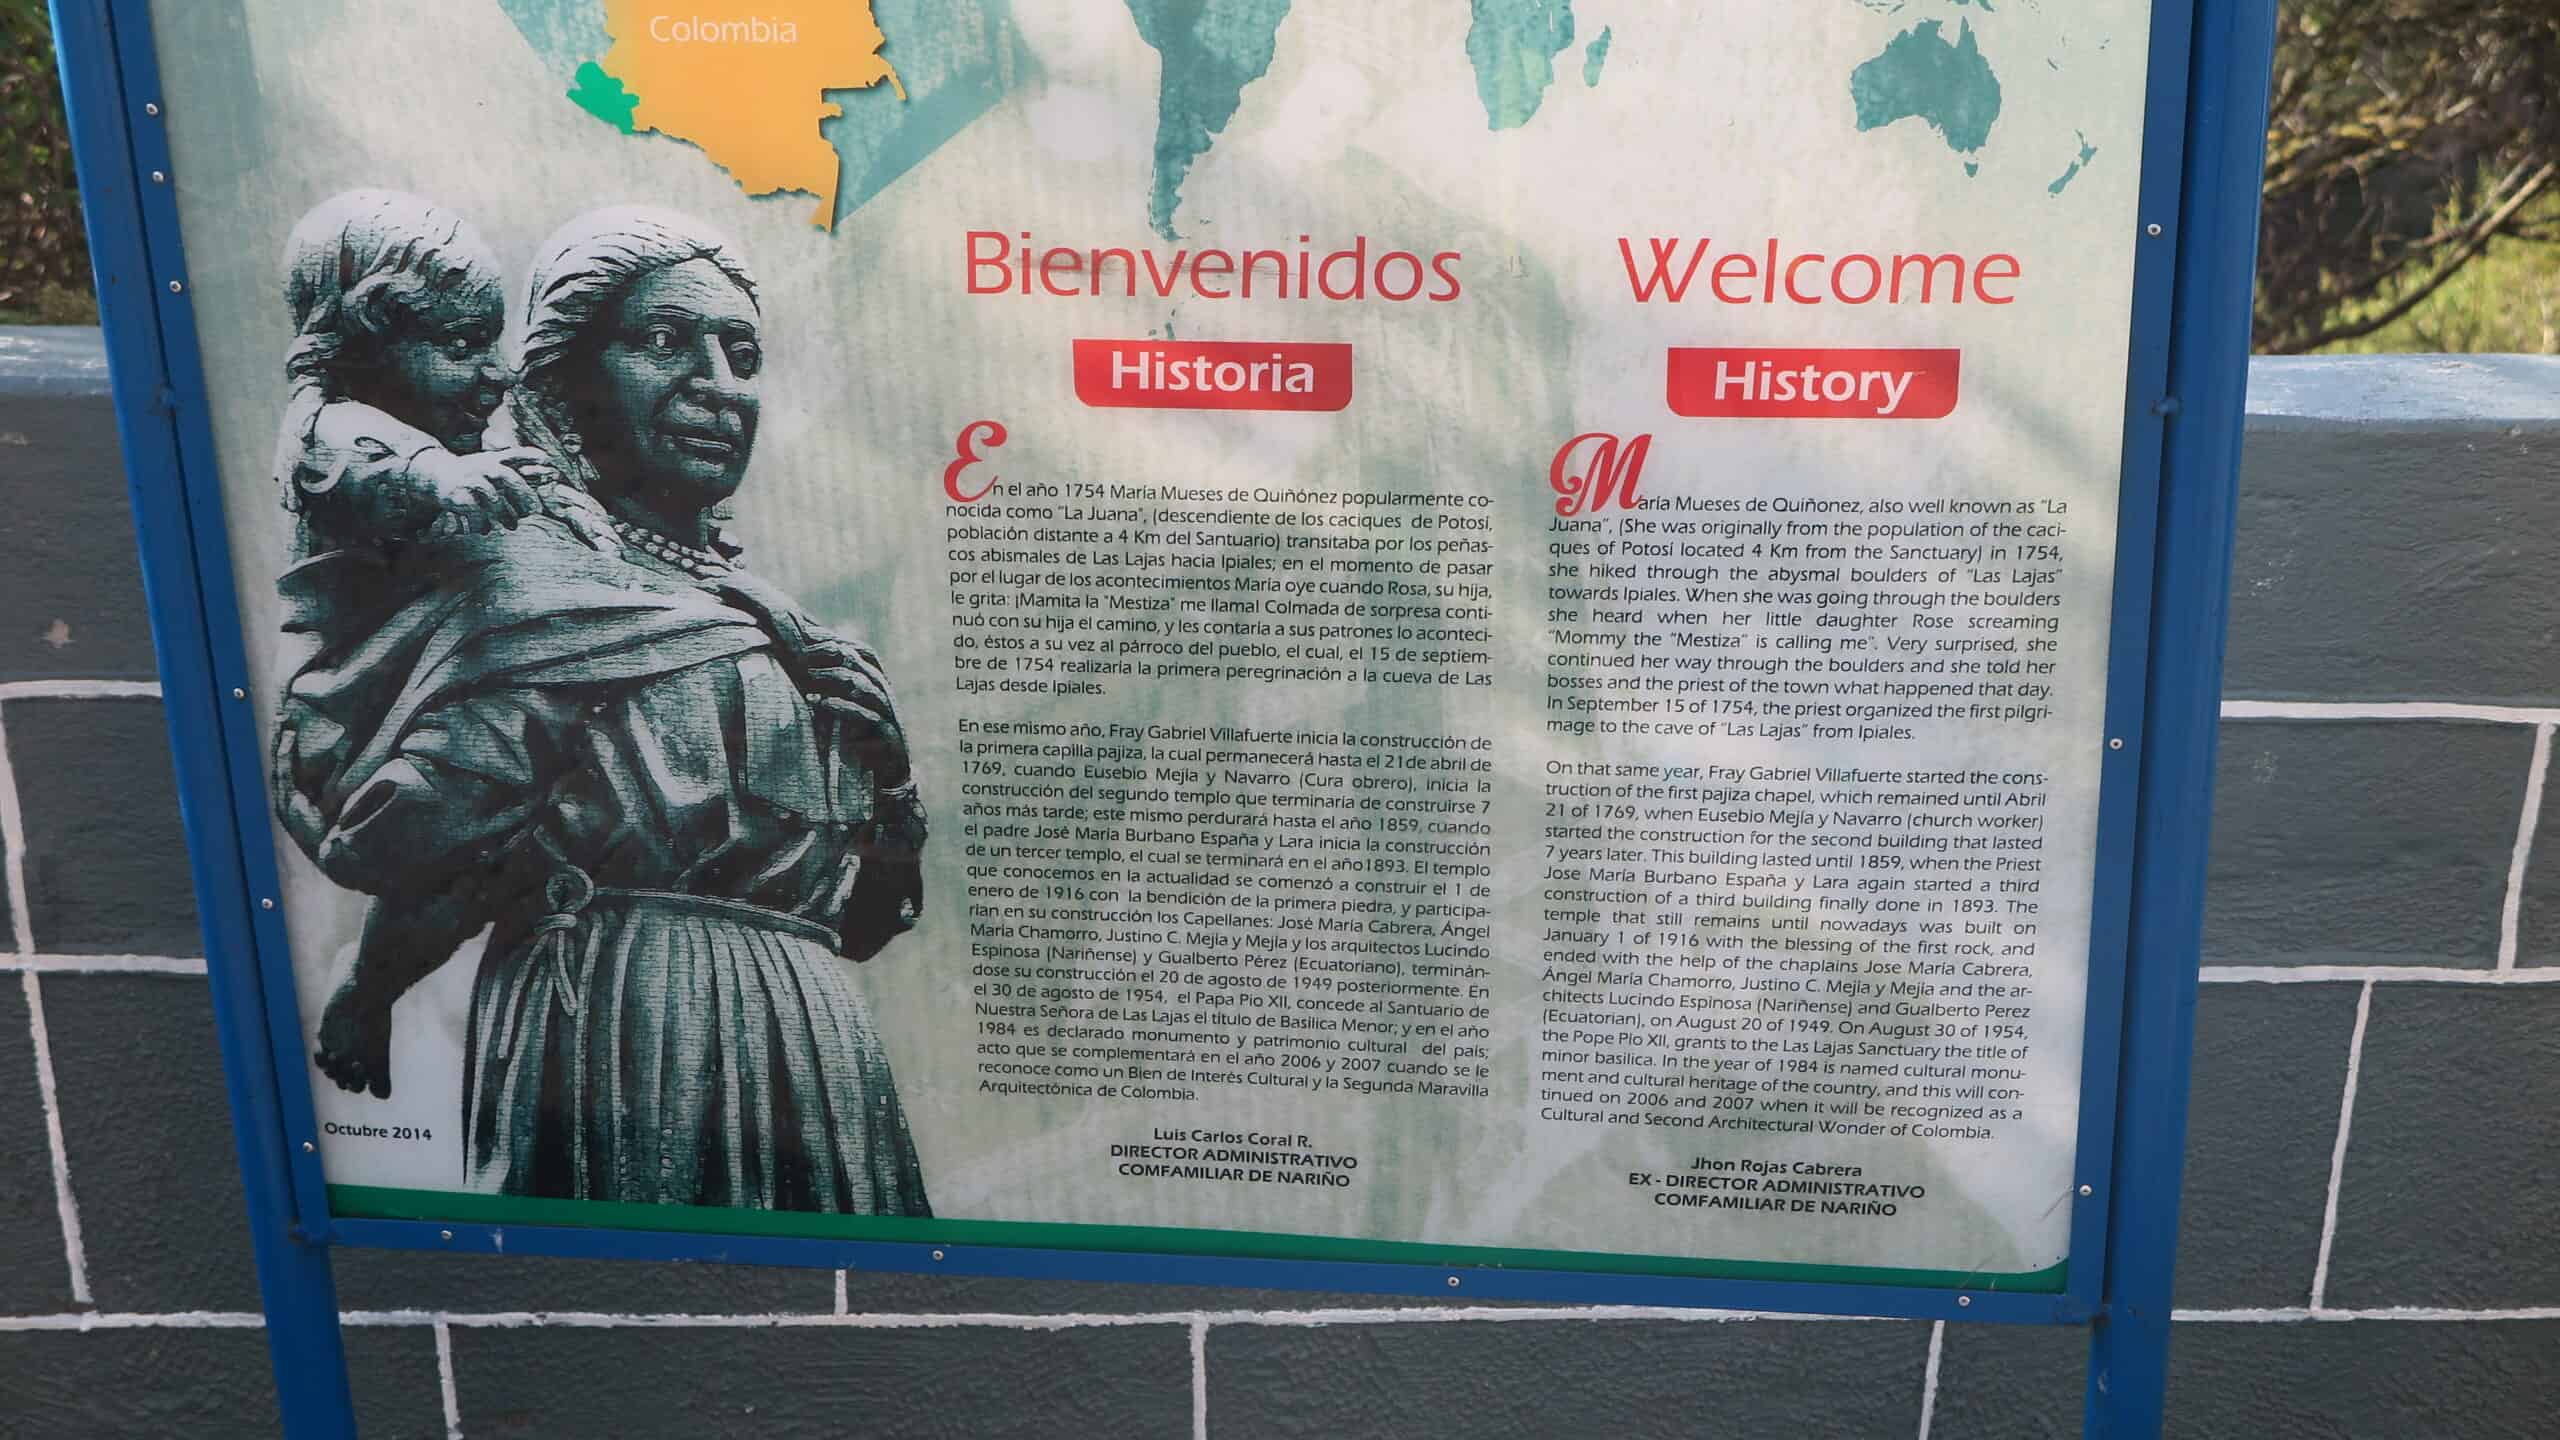 Colombia
Bienvenidos
Historia
En el año 1754 María Mueses de Quiñónez popularmente co-
nocida como "La Juana", (descendiente de los caciques de Potosí,
población distante a 4 Km del Santuario) transitaba por los peñas-
cos abismales de Las Lajas hacia Ipiales; en el momento de pasar
por el lugar de los acontecimientos María oye cuando Rosa, su hija,
le grita: ¡Mamita la "Mestiza" me llama! Colmada de sorpresa conti-
nuó con su hija el camino, y les contaría a sus patrones lo aconteci-
do, éstos a su vez al párroco del pueblo, el cual, el 15 de septiem-
bre de 1754 realizaría la primera peregrinación a la cueva de Las
Lajas desde Ipiales.
En ese mismo año, Fray Gabriel Villafuerte inicia la construcción de
la primera capilla pajiza, la cual permanecerá hasta el 21de abril de
1769, cuando Eusebio Mejía y Navarro (Cura obrero), inicia la
construcción del segundo templo que terminaría de construirse 7
años más tarde; este mismo perdurará hasta el año 1859, cuando
el padre José María Burbano España y Lara inicia la construcción
de un tercer templo, el cual se terminará en el año1893. El templo
que conocemos en la actualidad se comenzó a construir el 1 de
enero de 1916 con la bendición de la primera piedra, y participa-
rían en su construcción los Capellanes: José María Cabrera, Ángel
María Chamorro, Justino C. Mejía y Mejía y los arquitectos Lucindo
Espinosa (Nariñense) y Gualberto Pérez (Ecuatoriano), terminán-
dose su construcción el 20 de agosto de 1949 posteriormente. En
el 30 de agosto de 1954, el Papa Pio XII, concede al Santuario de
Nuestra Señora de Las Lajas el título de Basílica Menor; y en el año
1984 es declarado monumento y patrimonio cultural del país;
acto que se complementará en el año 2006 y 2007 cuando se le
reconoce como un Bien de Interés Cultural y la Segunda Maravilla
Arquitectónica de Colombia.
Luis Carlos Coral R.
DIRECTOR ADMINISTRATIVO
COMFAMILIAR DE NARIÑO
Welcome
History
María Mueses de Quiñonez, also well known as "La
Juana", (She was originally from the population of the caci-
ques of Potosí located 4 Km from the Sanctuary) in 1754,
she hiked through the abysmal boulders of "Las Lajas"
towards Ipiales. When she was going through the boulders
she heard when her little daughter Rose screaming
"Mommy the "Mestiza" is calling me". Very surprised, she
continued her way through the boulders and she told her
bosses and the priest of the town what happened that day.
In September 15 of 1754, the priest organized the first pilgri-
mage to the cave of "Las Lajas" from Ipiales.
On that same year, Fray Gabriel Villafuerte started the cons-
truction of the first pajiza chapel, which remained until Abril
21 of 1769, when Eusebio Mejía y Navarro (church worker)
started the construction for the second building that lasted
7 years later. This building lasted until 1859, when the Priest
Jose María Burbano España y Lara again started a third
construction of a third building finally done in 1893. The
temple that still remains until nowadays was built on
January 1 of 1916 with the blessing of the first rock, and
ended with the help of the chaplains Jose María Cabrera,
Ángel María Chamorro, Justino C. Mejía y Mejía and the ar-
chitects Lucindo Espinosa (Nariñense) and Gualberto Perez
(Ecuatorian), on August 20 of 1949. On August 30 of 1954,
the Pope Pio XII, grants to the Las Lajas Sanctuary the title of
minor basilica. In the year of 1984 is named cultural monu-
ment and cultural heritage of the country, and this will con-
tinued on 2006 and 2007 when it will be recognized as a
Cultural and Second Architectural Wonder of Colombia.
Jhon Rojas Cabrera
EX - DIRECTOR ADMINISTRATIVO
COMFAMILIAR DE NARIÑO
Octubre 2014